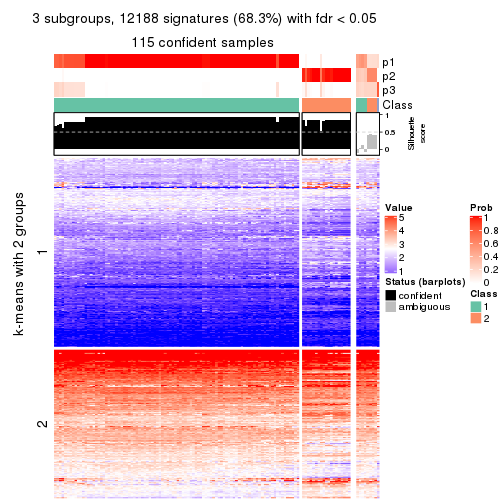 3 subgroups, 12188 signatures (68.3%) with fdr < 0.05
115 confident samples
p1
p2
p3
Class
1
0.5
0
Silhouette
score
k-means with 2 groups
1
2
Value
5
4
3
2
1
Prob
1
0.8
0.6
0.4
0.2
0
Status (barplots)
confident
ambiguous
Class
1
2